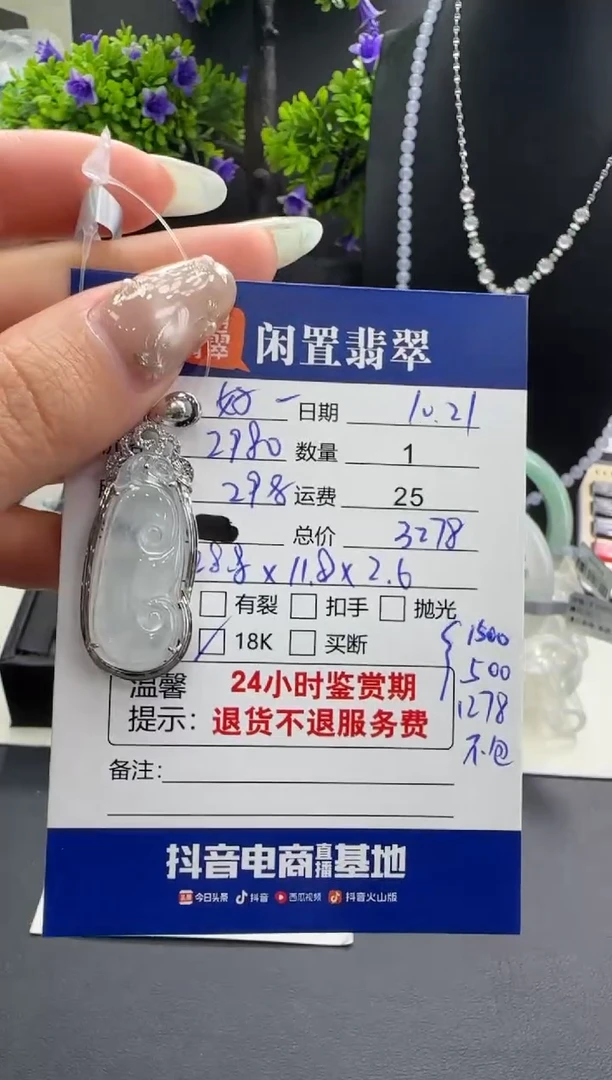 闲置翡翠
日期 10.21
2980 数量 1
298 运费 25
总价 3278
28.8 x 11.8 x 2.6
有裂 扣手 抛光
18K 买断
1500
500
1278
不包
温馨提示：
24小时鉴赏期
退货不退服务费
备注：
抖音电商直播基地
今日头条 抖音 西瓜视频 抖音火山版